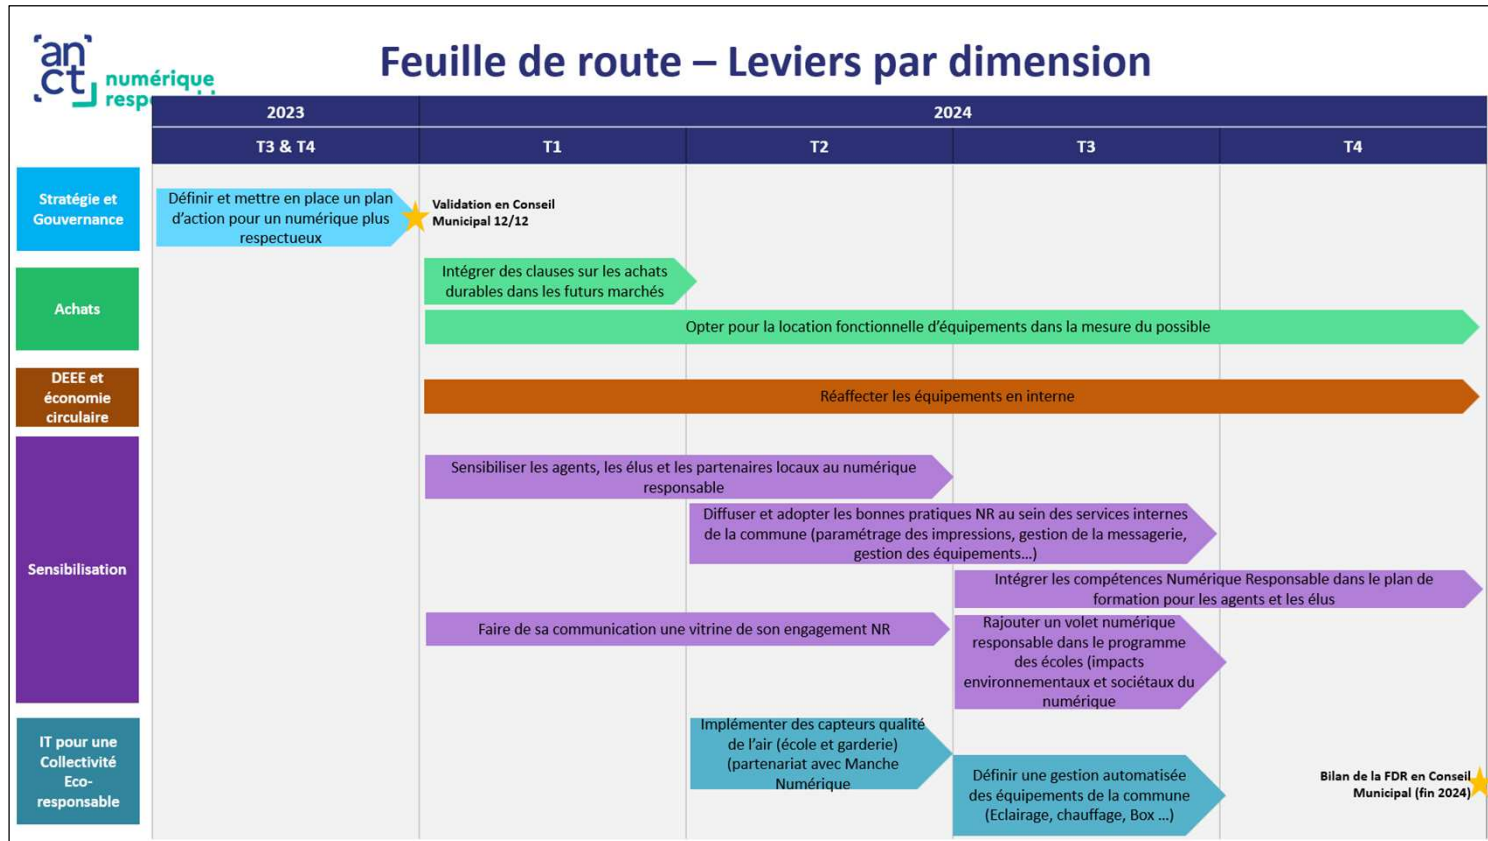 an
ct
numérique
Feuille de route – Leviers par dimension
2023
2024
T3 & T4
T1
T2
T3
T4
Stratégie et
Gouvernance
Définir et mettre en place un plan
d’action pour un numérique plus
respectueux
Validation en Conseil
Municipal 12/12
Achats
Intégrer des clauses sur les achats
durables dans les futurs marchés
Opter pour la location fonctionnelle d’équipements dans la mesure du possible
DEEE et
économie
circulaire
Réaffecter les équipements en interne
Sensibilisation
Sensibiliser les agents, les élus et les partenaires locaux au numérique
responsable
Diffuser et adopter les bonnes pratiques NR au sein des services internes
de la commune (paramétrage des impressions, gestion de la messagerie,
gestion des équipements…)
Intégrer les compétences Numérique Responsable dans le plan de
formation pour les agents et les élus
Faire de sa communication une vitrine de son engagement NR
Rajouter un volet numérique
responsable dans le programme
des écoles (impacts
environnementaux et sociétaux du
numérique
IT pour une
Collectivité
Eco-
responsable
Implémenter des capteurs qualité
de l’air (école et garderie)
(partenariat avec Manche
Numérique
Définir une gestion automatisée
des équipements de la commune
(Eclairage, chauffage, Box …)
Bilan de la FDR en Conseil
Municipal (fin 2024)